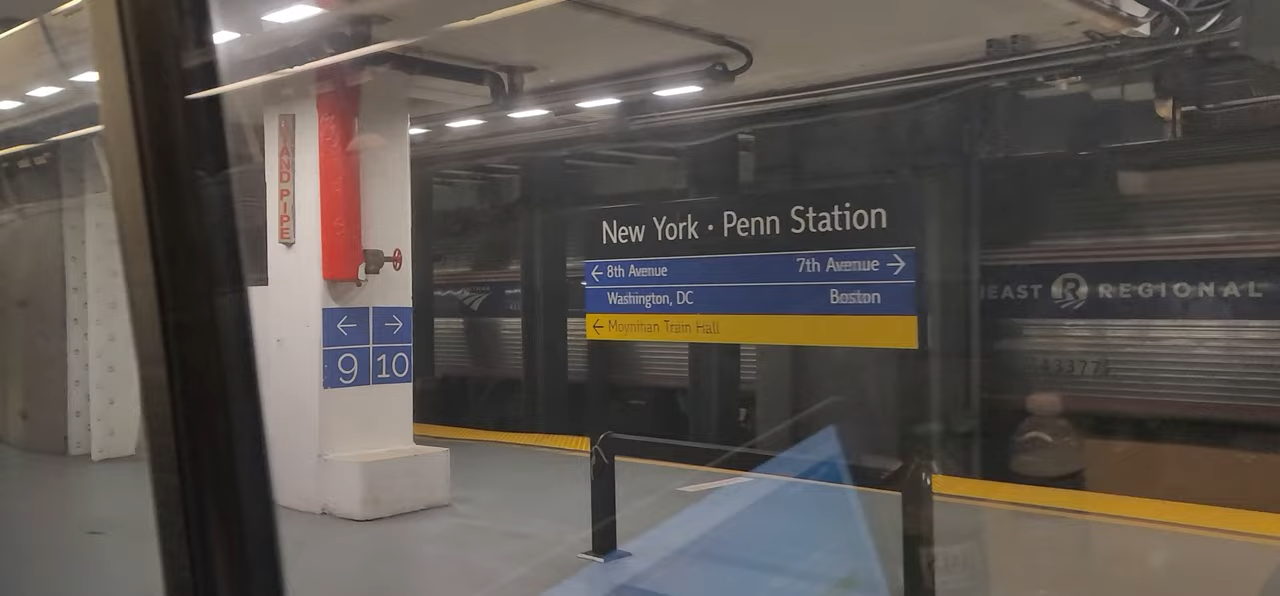 STAND PIPE
← →
9 10
New York · Penn Station
← 8th Avenue 7th Avenue →
Washington, DC Boston
← Moynihan Train Hall
EAST R REGIONAL